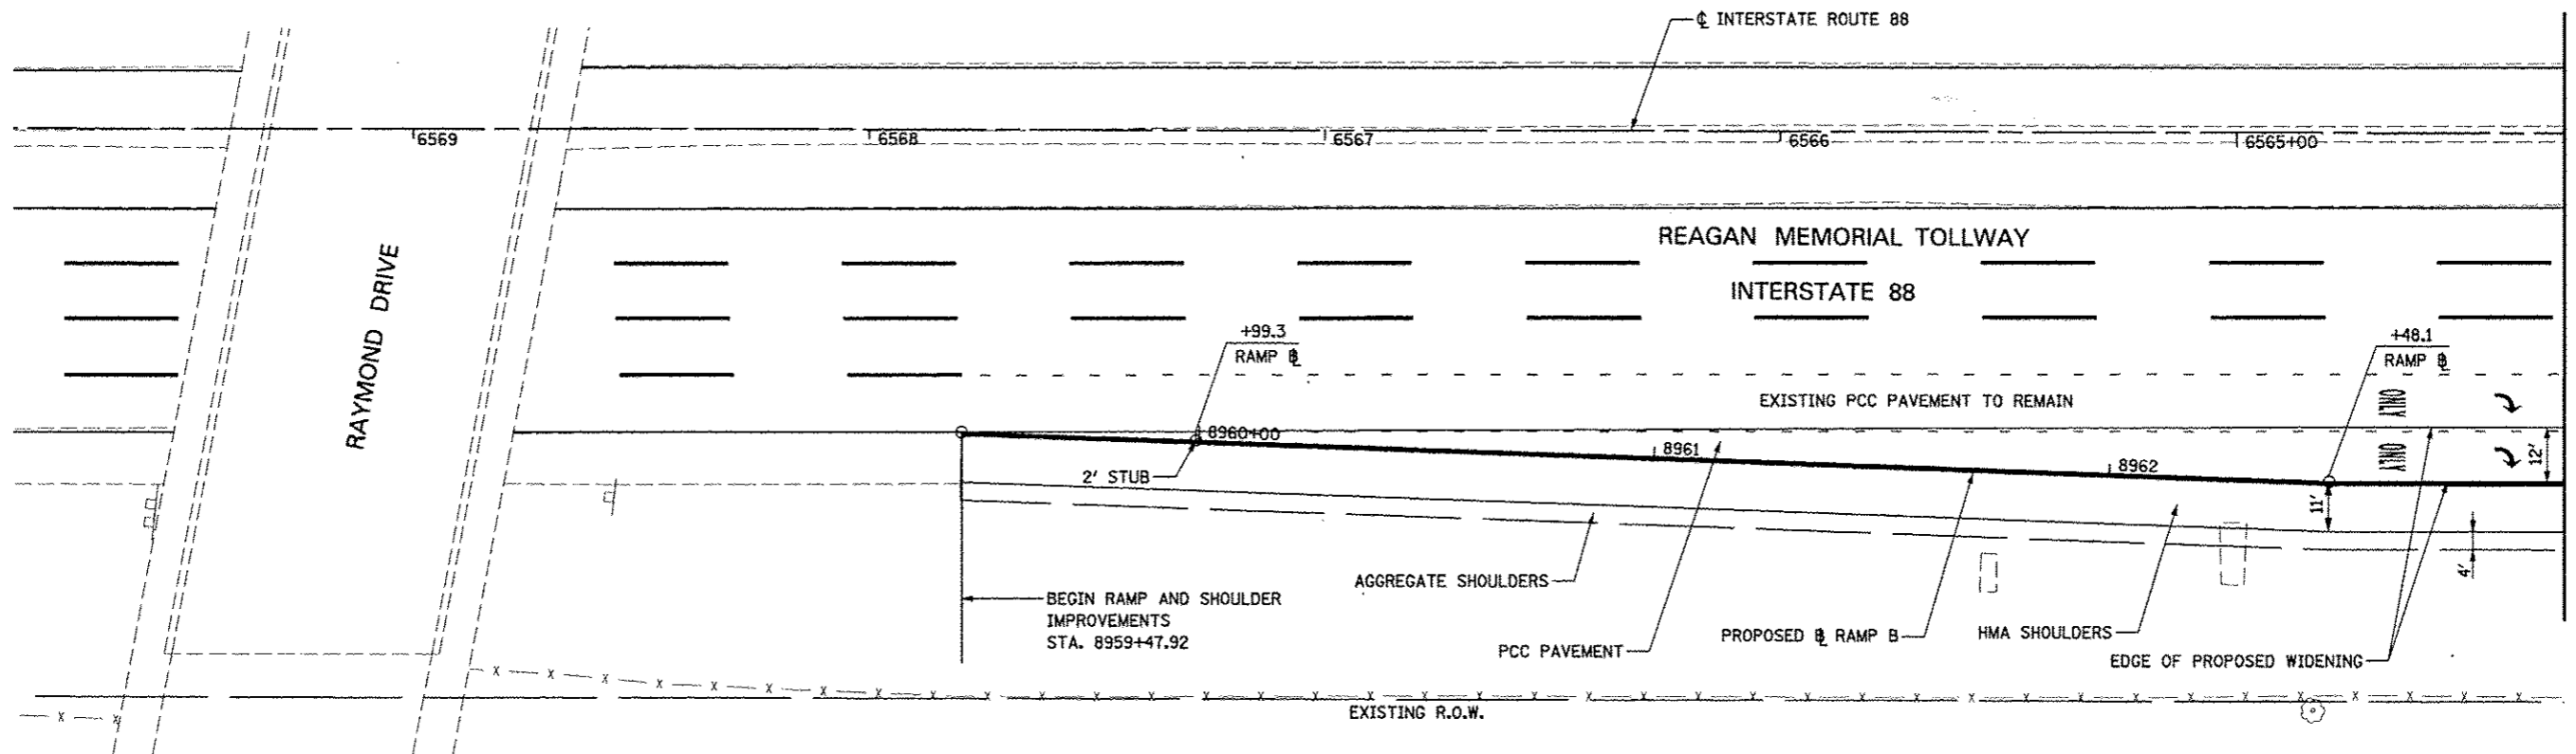 ℄ INTERSTATE ROUTE 88
6569
6568
6567
6566
6565+00
REAGAN MEMORIAL TOLLWAY
INTERSTATE 88
RAYMOND DRIVE
+99.3
RAMP ℄
+48.1
RAMP ℄
EXISTING PCC PAVEMENT TO REMAIN
ONLY
ONLY
12'
8960+00
8961
8962
2' STUB
11'
4'
AGGREGATE SHOULDERS
BEGIN RAMP AND SHOULDER
IMPROVEMENTS
STA. 8959+47.92
PCC PAVEMENT
PROPOSED ℄ RAMP B
HMA SHOULDERS
EDGE OF PROPOSED WIDENING
EXISTING R.O.W.